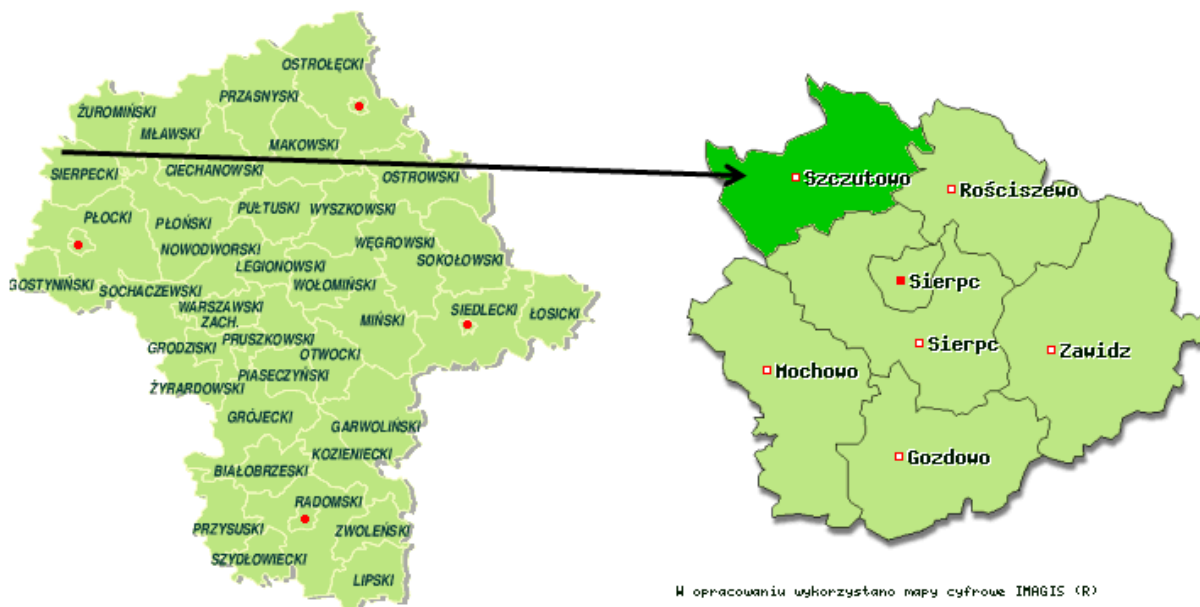 OSTROŁĘCKI
PRZASNYSKI
ŻUROMIŃSKI
MŁAWSKI
MAKOWSKI
SIERPECKI
CIECHANOWSKI
OSTROWSKI
PŁOCKI
PŁOŃSKI
PUŁTUSKI
WYSZKOWSKI
NOWODWORSKI
WĘGROWSKI
SOKOŁOWSKI
LEGIONOWSKI
GOSTYNIŃSKI
SOCHACZEWSKI
WOŁOMIŃSKI
WARSZAWSKI
ZACH.
MIŃSKI
SIEDLECKI
ŁOSICKI
GRODZISKI
PRUSZKOWSKI
OTWOCKI
ŻYRARDOWSKI
PIASECZYŃSKI
GRÓJECKI
GARWOLIŃSKI
KOZIENIECKI
BIAŁOBRZESKI
RADOMSKI
PRZYSUSKI
ZWOLEŃSKI
SZYDŁOWIECKI
LIPSKI
Szczutowo
Rościszewo
Sierpc
Sierpc
Zawidz
Mochowo
Gozdowo
W opracowaniu wykorzystano mapy cyfrowe IMAGIS (R)